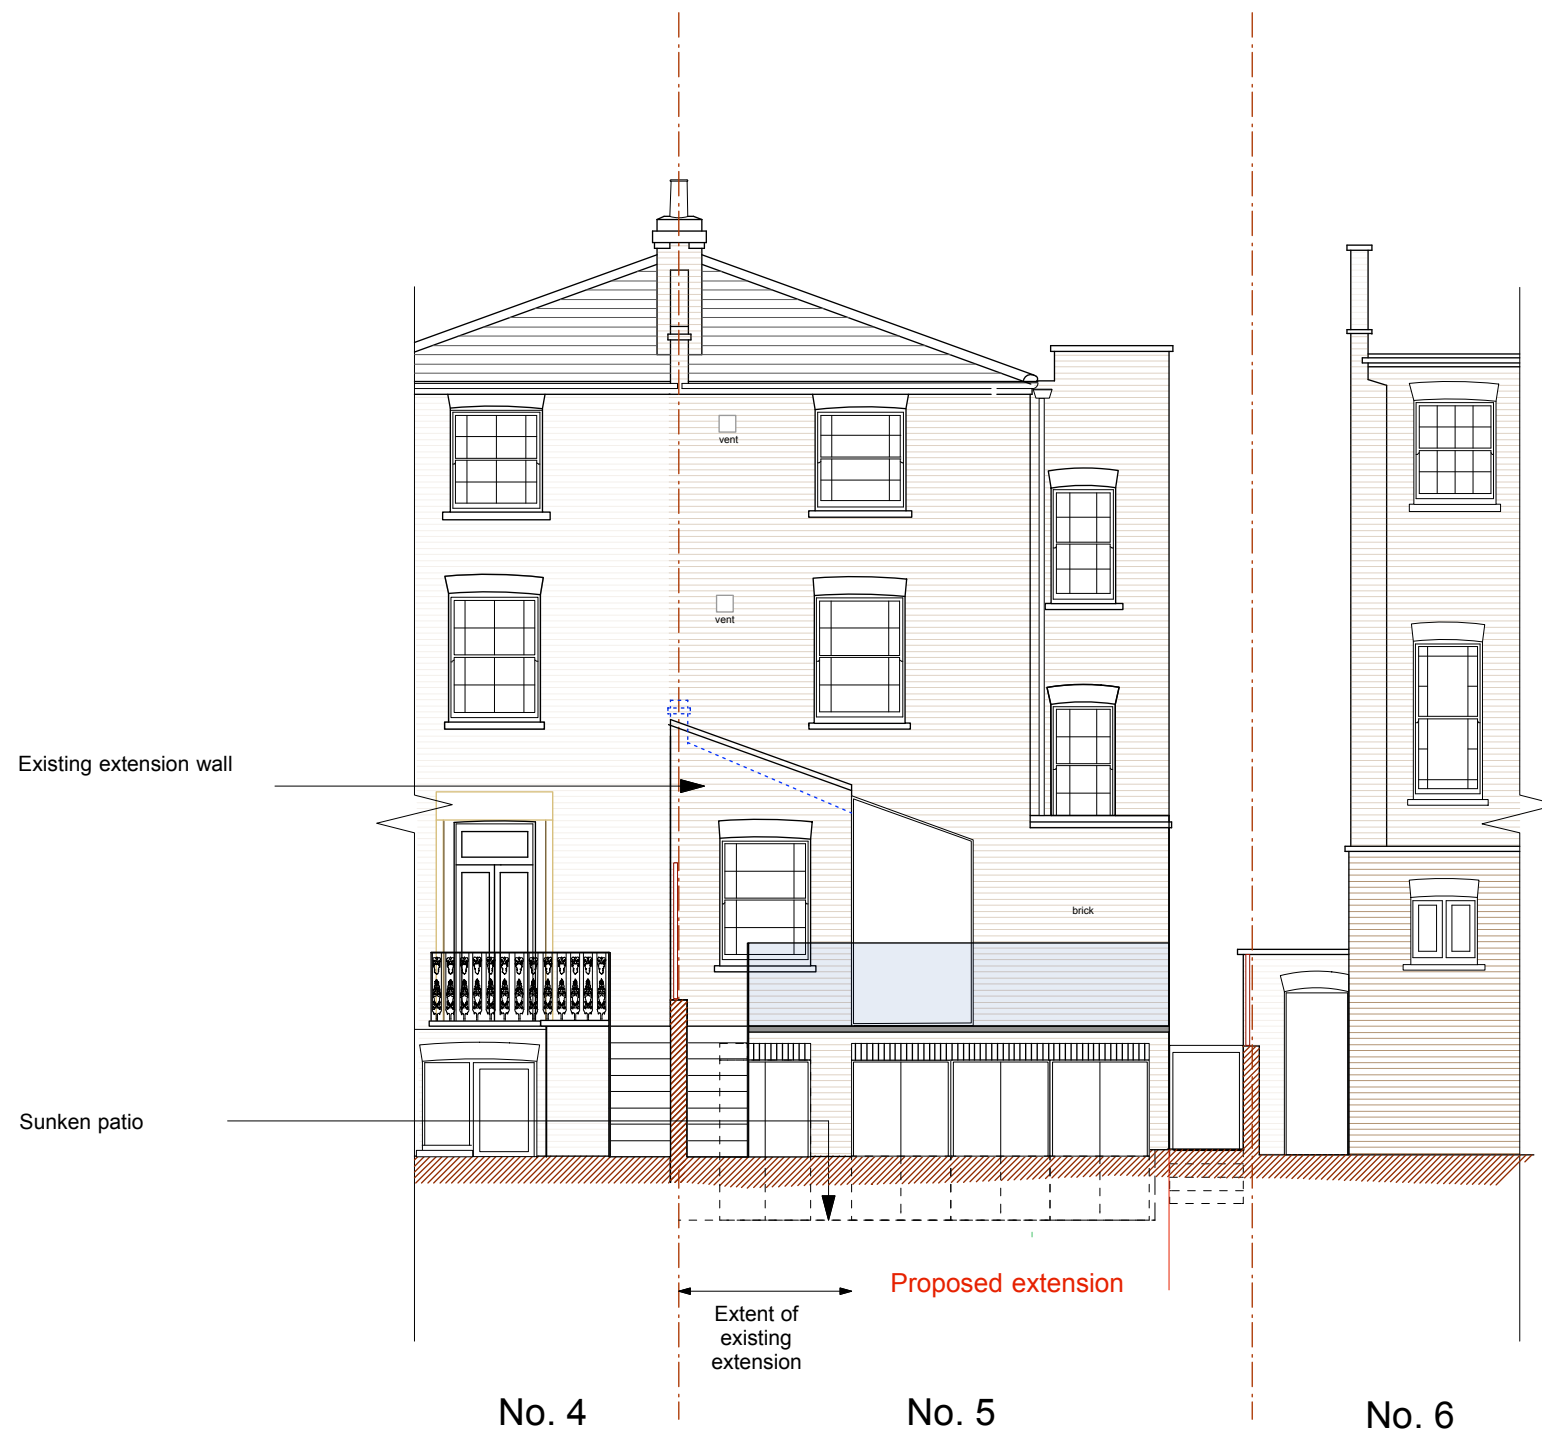 vent
vent
Existing extension wall
brick
Sunken patio
Proposed extension
Extent of
existing
extension
No. 4
No. 5
No. 6